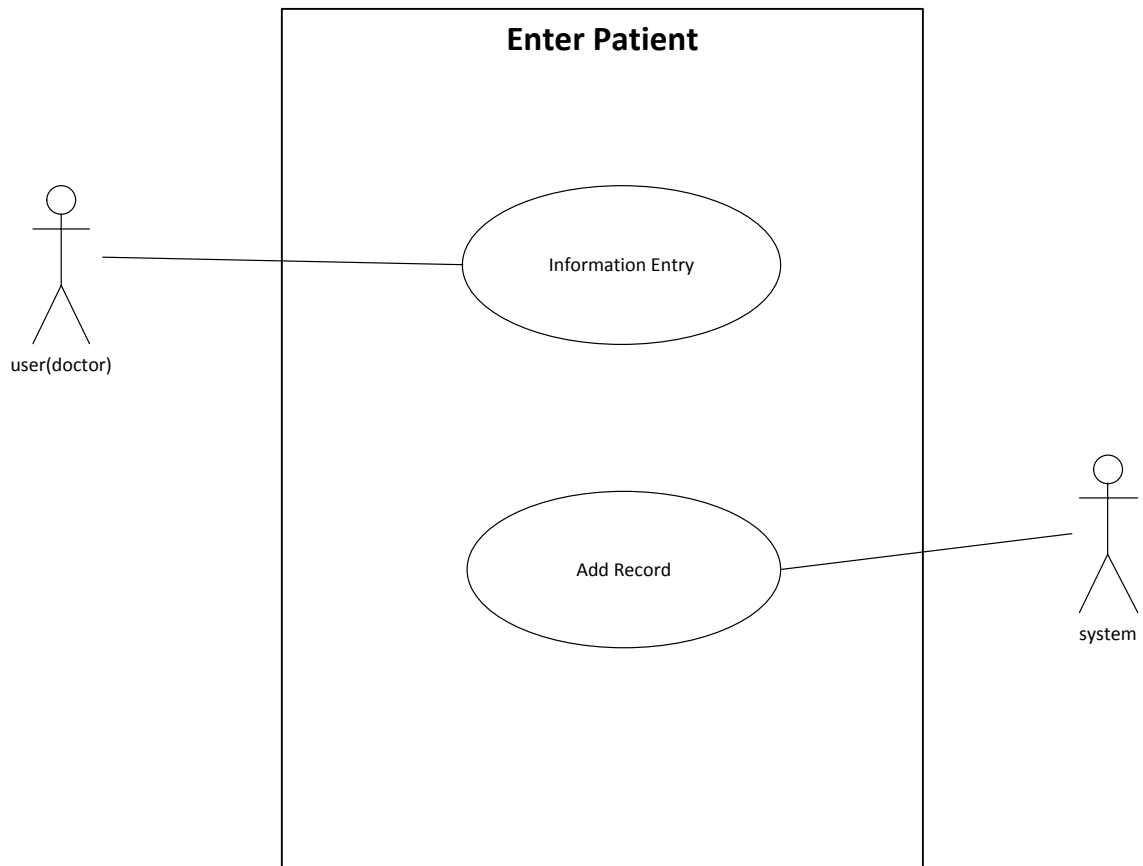 Enter Patient
Information Entry
user(doctor)
Add Record
system